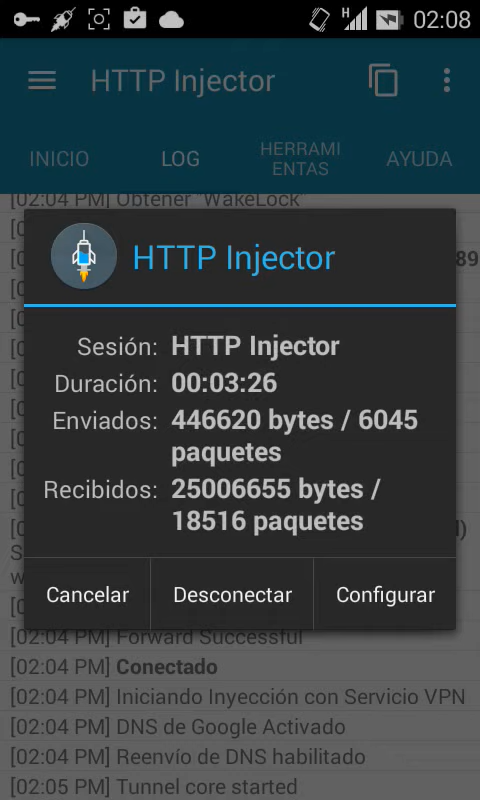 H
02:08
HTTP Injector
INICIO
LOG
HERRAMI
ENTAS
AYUDA
[02:04 PM] Obtener "WakeLock"
89
HTTP Injector
Sesión: HTTP Injector
Duración: 00:03:26
Enviados: 446620 bytes / 6045
paquetes
Recibidos: 25006655 bytes /
18516 paquetes
Cancelar
Desconectar
Configurar
[02:04 PM] Forward Successful
[02:04 PM] Conectado
[02:04 PM] Iniciando Inyección con Servicio VPN
[02:04 PM] DNS de Google Activado
[02:04 PM] Reenvío de DNS habilitado
[02:05 PM] Tunnel core started